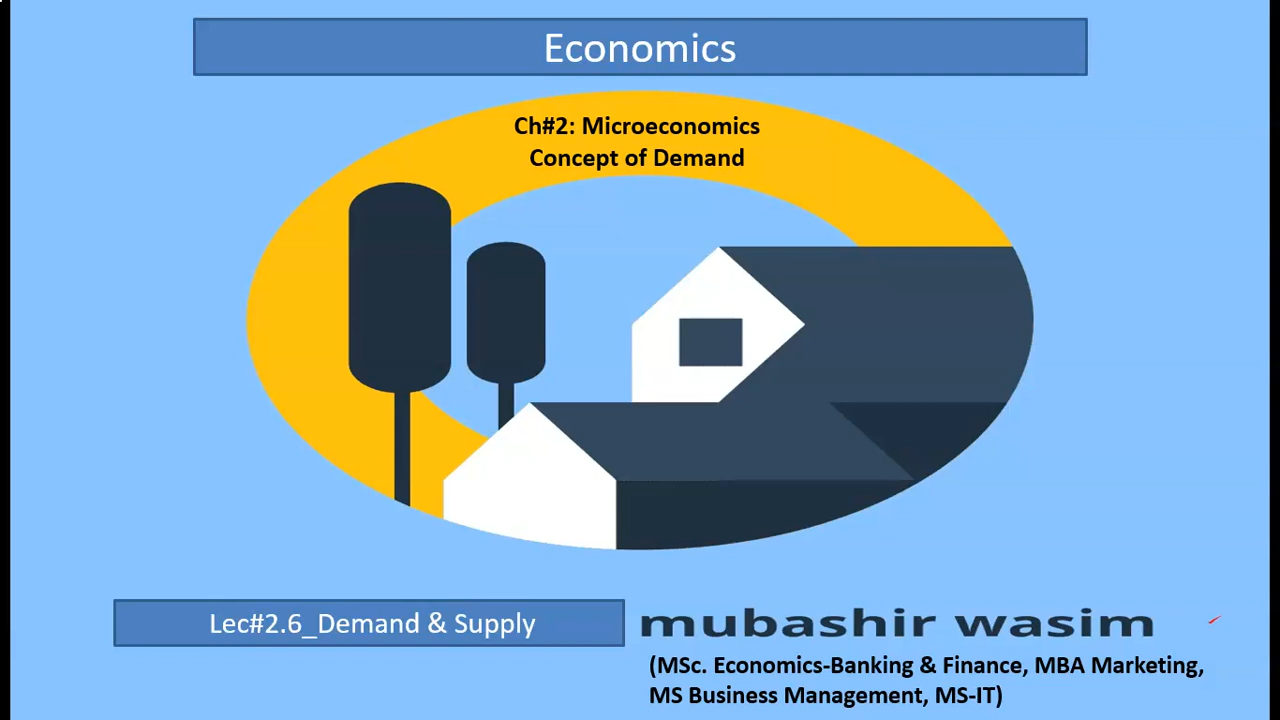 Economics
Ch#2: Microeconomics
Concept of Demand
Lec#2.6_Demand & Supply
mubashir wasim
(MSc. Economics-Banking & Finance, MBA Marketing,
MS Business Management, MS-IT)